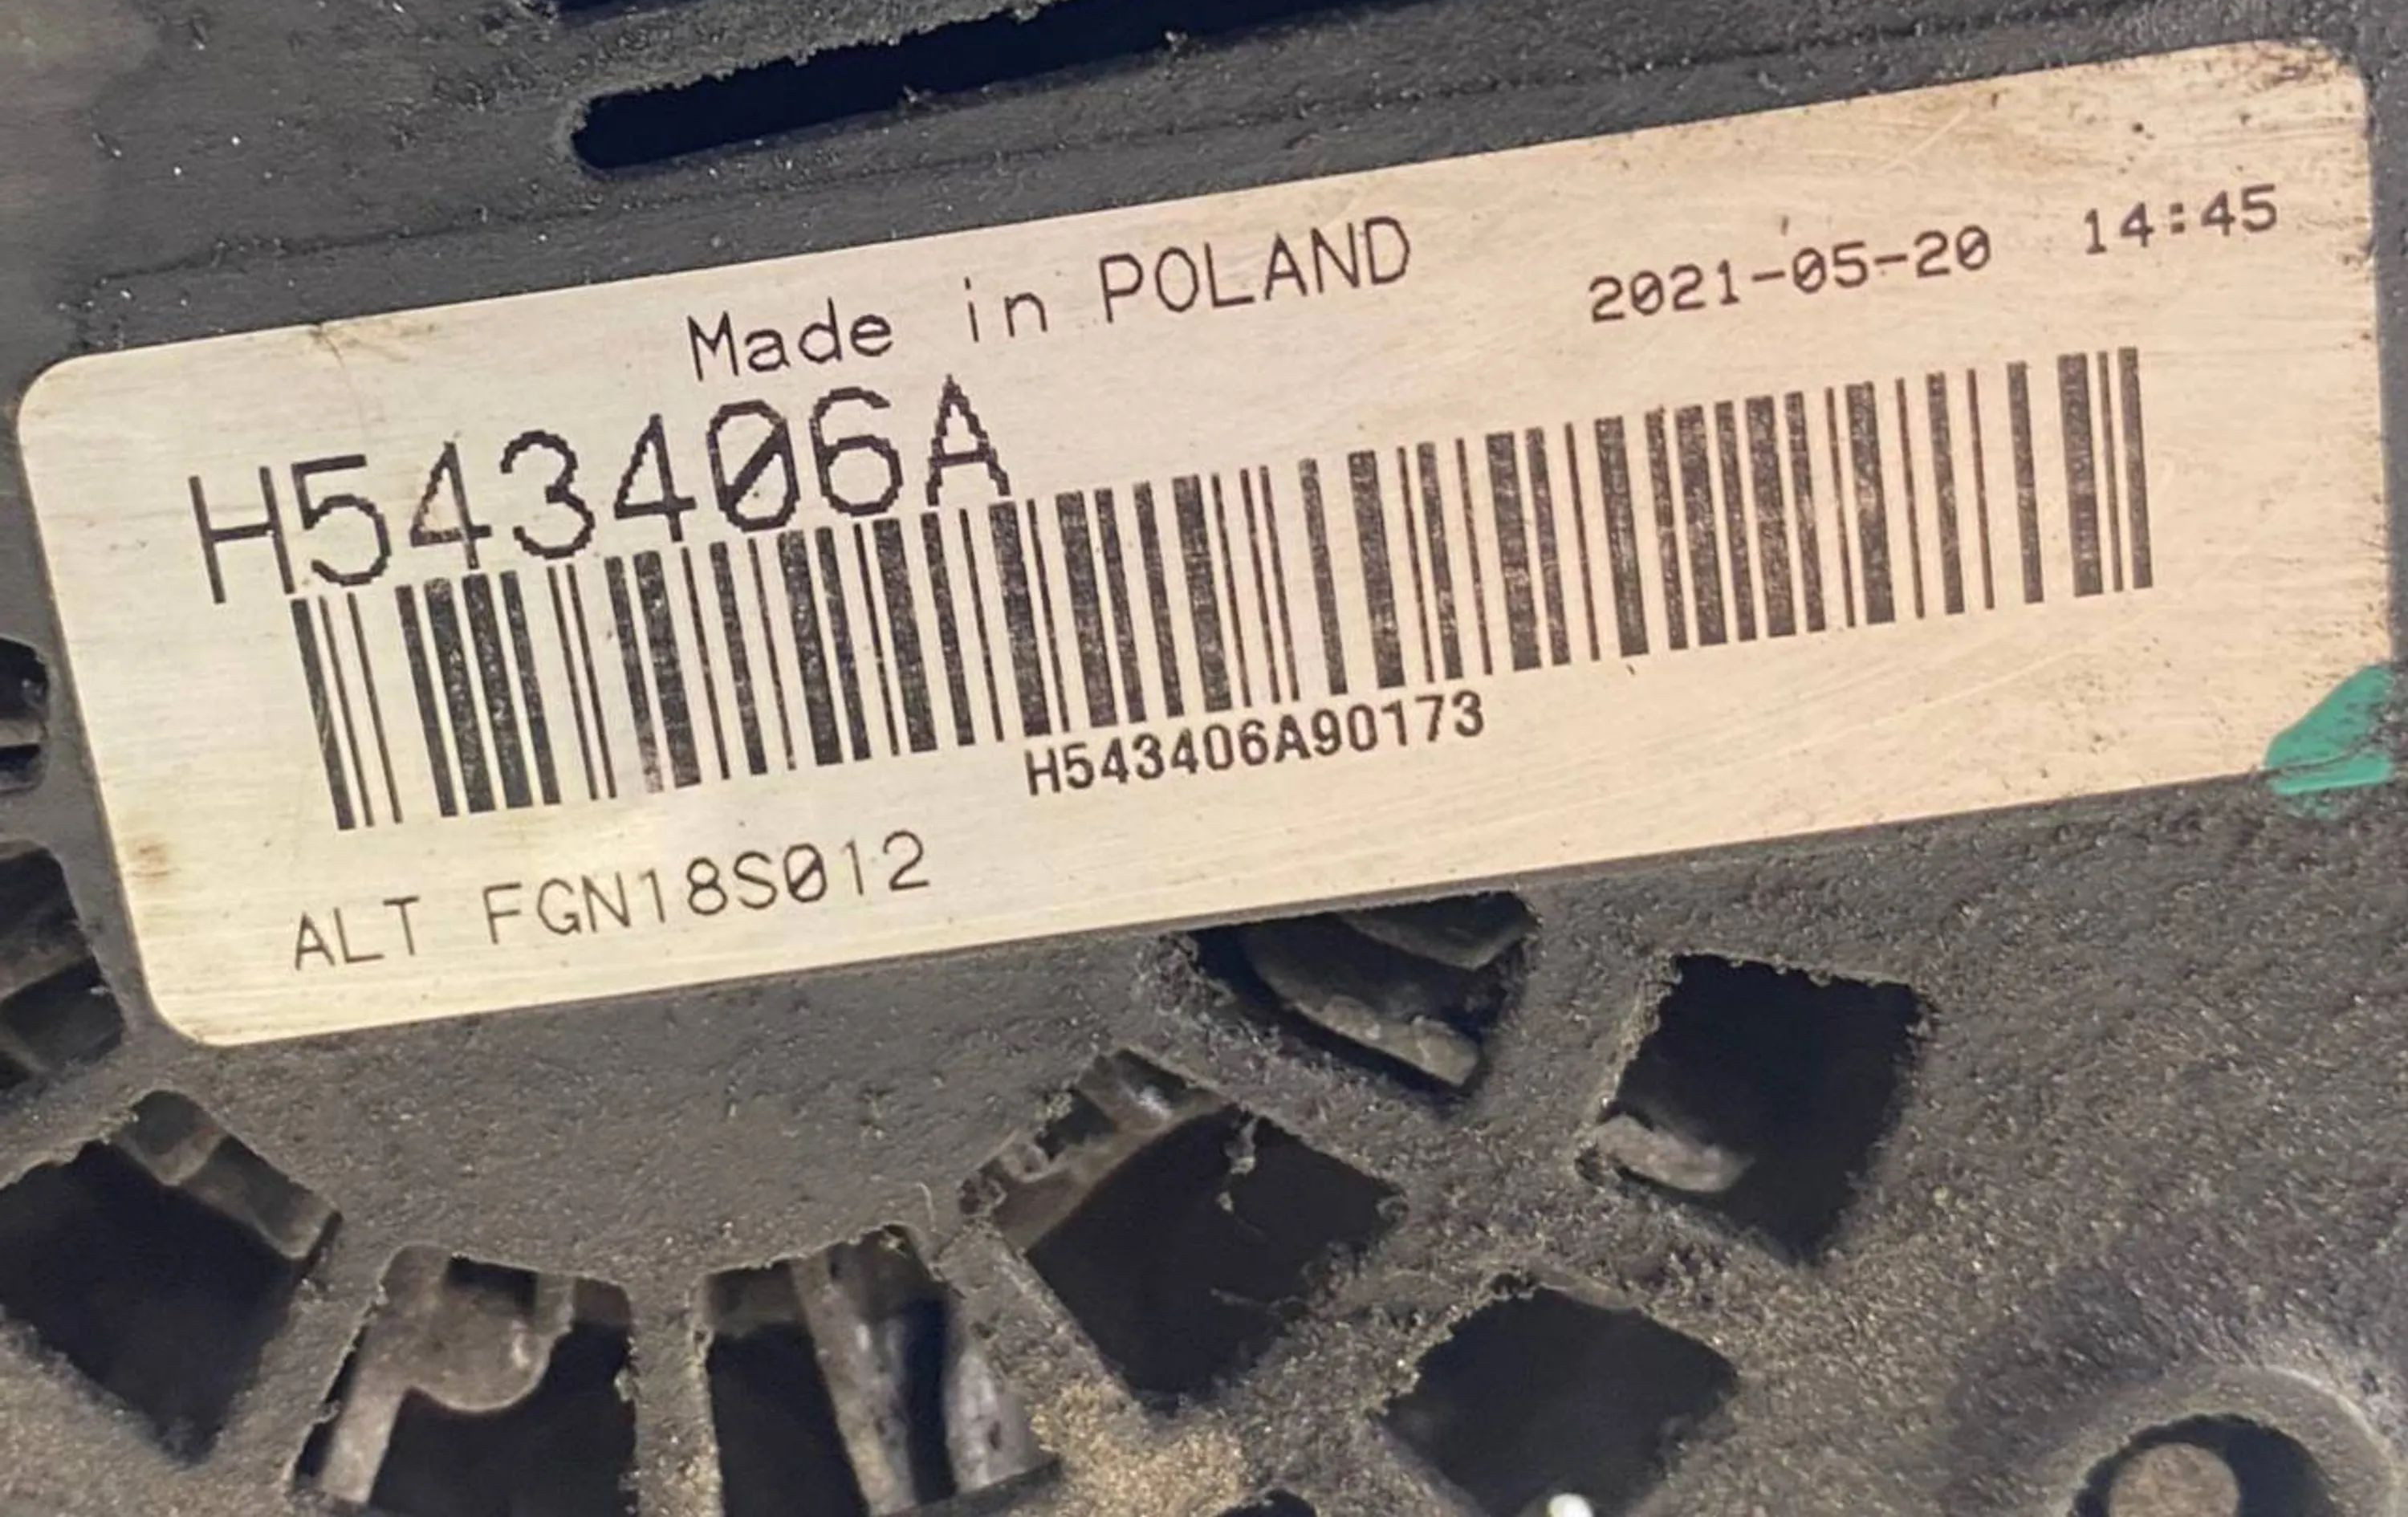 Made in POLAND 2021-05-20 14:45
H543406A
H543406A90173
ALT FGN18S012